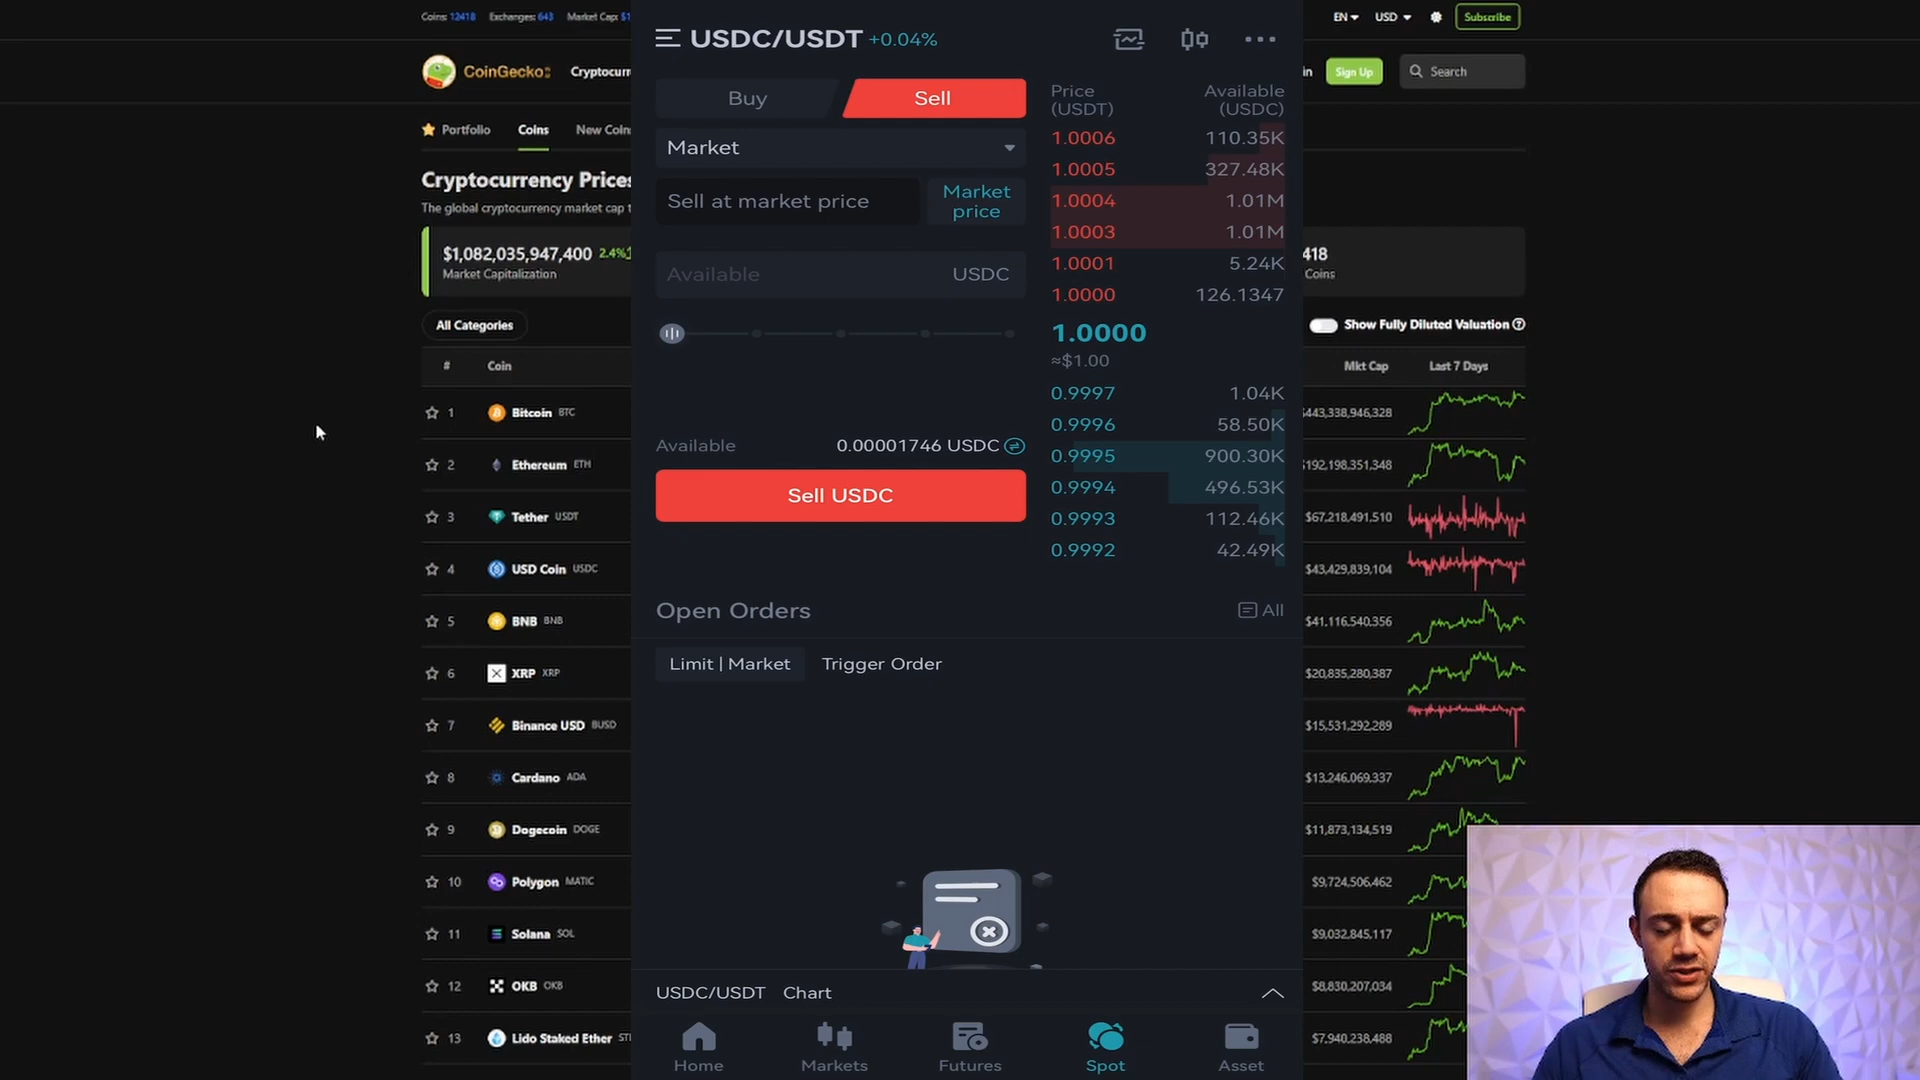 Coins: 12418 Exchanges: 643 Market Cap: $1
EN USD Subscribe
CoinGecko Cryptocurr
in Sign Up Search
Portfolio Coins New Coin
Cryptocurrency Prices
The global cryptocurrency market cap t
$1,082,035,947,400 2.4%
Market Capitalization
418
Coins
All Categories
Show Fully Diluted Valuation
# Coin
Mkt Cap Last 7 Days
1 Bitcoin BTC
$443,338,946,328
2 Ethereum ETH
$192,198,351,348
3 Tether USDT
$67,218,491,510
4 USD Coin USDC
$43,429,839,104
5 BNB BNB
$41,116,540,356
6 XRP XRP
$20,835,280,387
7 Binance USD BUSD
$15,531,292,289
8 Cardano ADA
$13,246,069,337
9 Dogecoin DOGE
$11,873,134,519
10 Polygon MATIC
$9,724,506,462
11 Solana SOL
$9,032,845,117
12 OKB OKB
$8,830,207,034
13 Lido Staked Ether STE
$7,940,238,488
USDC/USDT +0.04%
Buy Sell
Market
Sell at market price Market price
Available USDC
Available 0.00001746 USDC
Sell USDC
Price (USDT) Available (USDC)
1.0006 110.35K
1.0005 327.48K
1.0004 1.01M
1.0003 1.01M
1.0001 5.24K
1.0000 126.1347
1.0000
≈$1.00
0.9997 1.04K
0.9996 58.50K
0.9995 900.30K
0.9994 496.53K
0.9993 112.46K
0.9992 42.49K
Open Orders All
Limit | Market Trigger Order
USDC/USDT Chart
Home Markets Futures Spot Asset